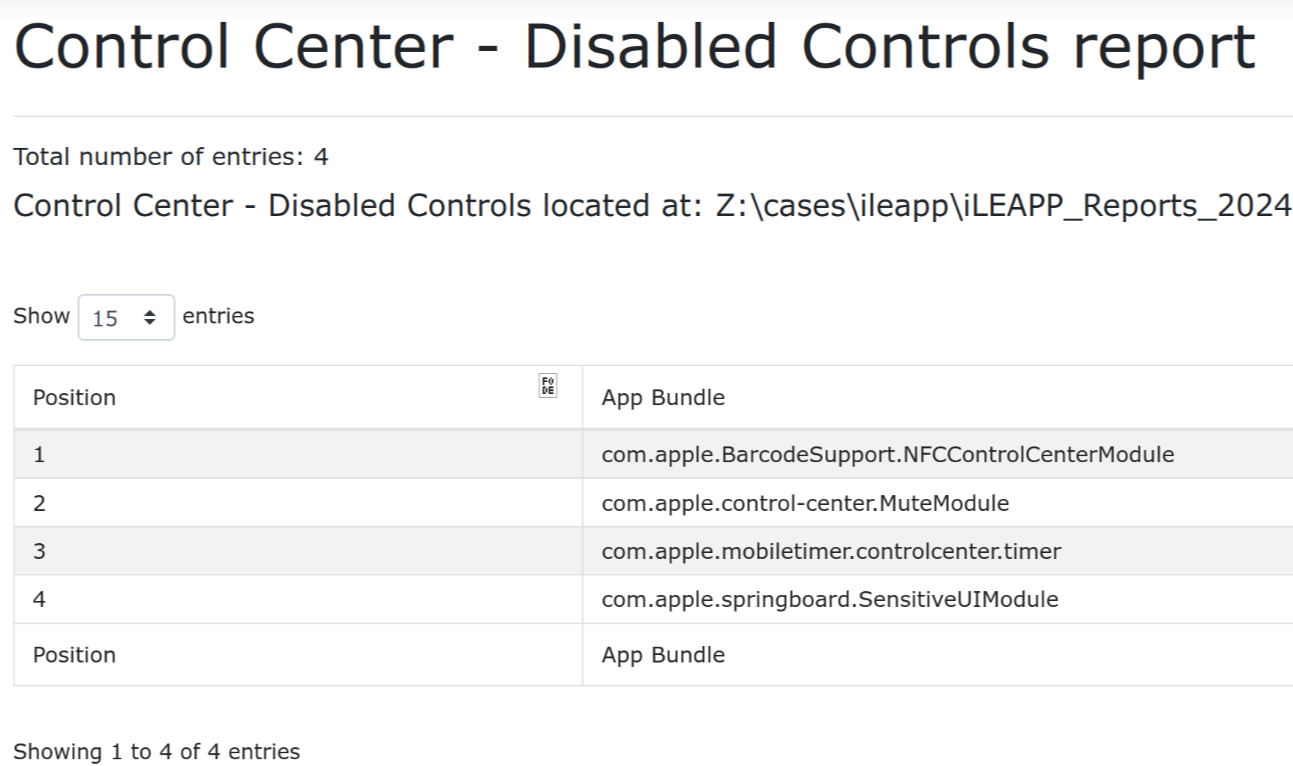 Control Center - Disabled Controls report
Total number of entries: 4
Control Center - Disabled Controls located at: Z:\cases\ileapp\iLEAPP_Reports_2024
Show 15 entries
Position App Bundle
1 com.apple.BarcodeSupport.NFCControlCenterModule
2 com.apple.control-center.MuteModule
3 com.apple.mobiletimer.controlcenter.timer
4 com.apple.springboard.SensitiveUIModule
Position App Bundle
Showing 1 to 4 of 4 entries